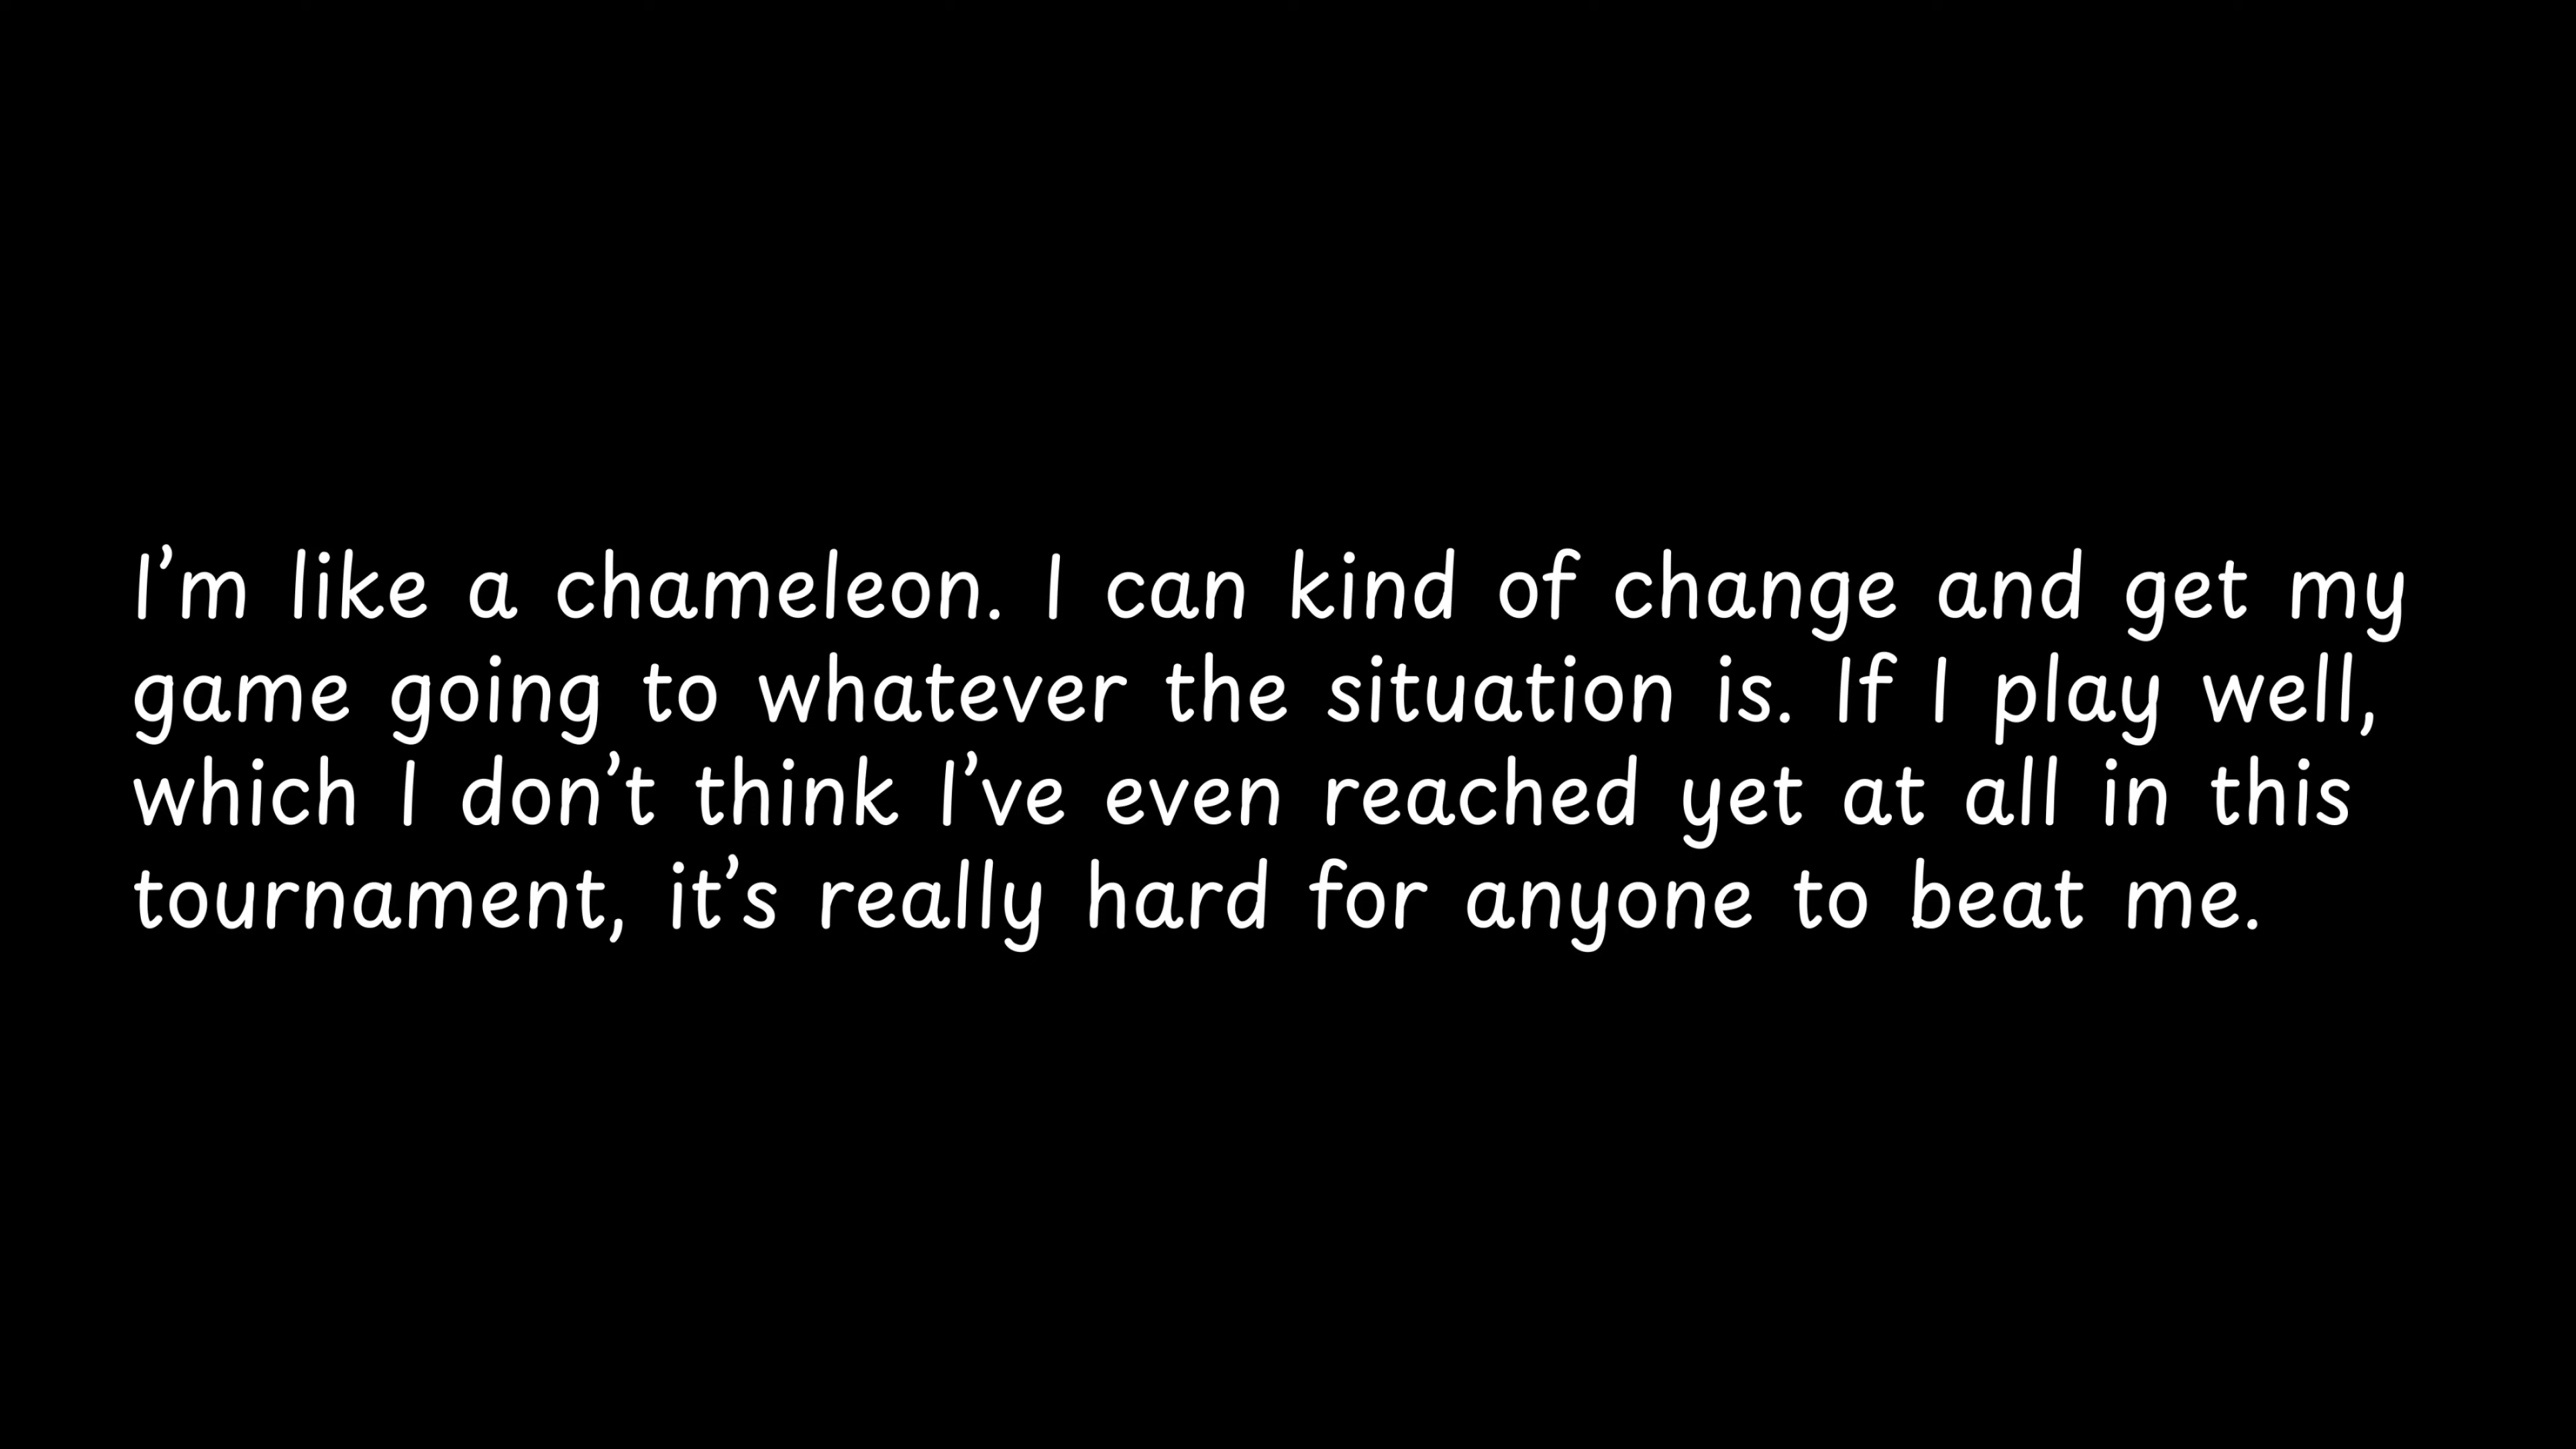 I’m like a chameleon. I can kind of change and get my
game going to whatever the situation is. If I play well,
which I don’t think I’ve even reached yet at all in this
tournament, it’s really hard for anyone to beat me.